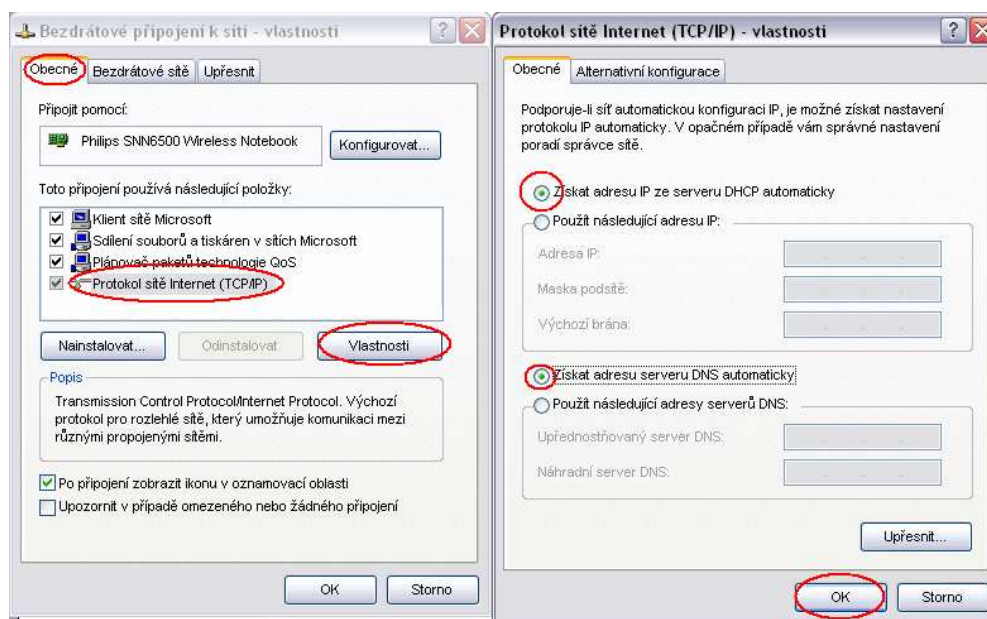 Bezdrátové připojení k síti - vlastnosti
Obecné
Bezdrátové sítě
Upřesnit
Připojit pomocí:
Philips SNN6500 Wireless Notebook
Konfigurovat...
Toto připojení používá následující položky:
Klient sítě Microsoft
Sdílení souborů a tiskáren v sítích Microsoft
Plánovač paketů technologie QoS
Protokol sítě Internet (TCP/IP)
Nainstalovat...
Odinstalovat
Vlastnosti
Popis
Transmission Control Protocol/Internet Protocol. Výchozí
protokol pro rozlehlé sítě, který umožňuje komunikaci mezi
různými propojenými sítěmi.
Po připojení zobrazit ikonu v oznamovací oblasti
Upozornit v případě omezeného nebo žádného připojení
OK
Storno
Protokol sítě Internet (TCP/IP) - vlastnosti
Obecné
Alternativní konfigurace
Podporuje-li síť automatickou konfiguraci IP, je možné získat nastavení
protokolu IP automaticky. V opačném případě vám správné nastavení
poradí správce sítě.
Získat adresu IP ze serveru DHCP automaticky
Použít následující adresu IP:
Adresa IP:
Maska podsítě:
Výchozí brána:
Získat adresu serveru DNS automaticky
Použít následující adresy serverů DNS:
Upřednostňovaný server DNS:
Náhradní server DNS:
Upřesnit...
OK
Storno